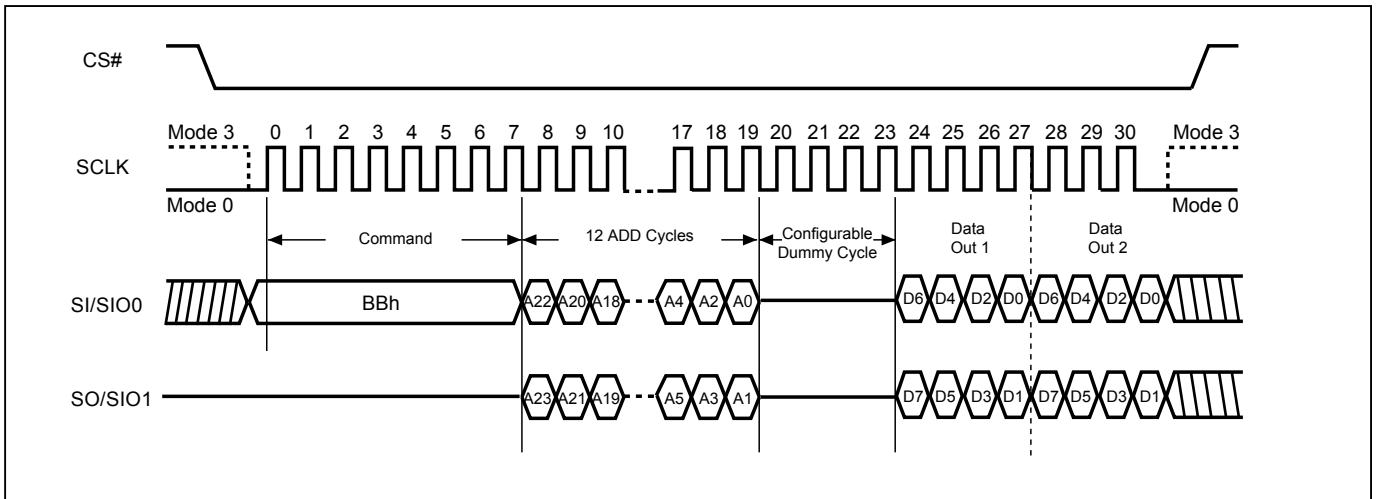 CS#
Mode 3 0 1 2 3 4 5 6 7 8 9 10 17 18 19 20 21 22 23 24 25 26 27 28 29 30 Mode 3
SCLK
Mode 0 Mode 0
Command 12 ADD Cycles Configurable Dummy Cycle Data Out 1 Data Out 2
SI/SIO0 BBh A22 A20 A18 A4 A2 A0 D6 D4 D2 D0 D6 D4 D2 D0
SO/SIO1 A23 A21 A19 A5 A3 A1 D7 D5 D3 D1 D7 D5 D3 D1